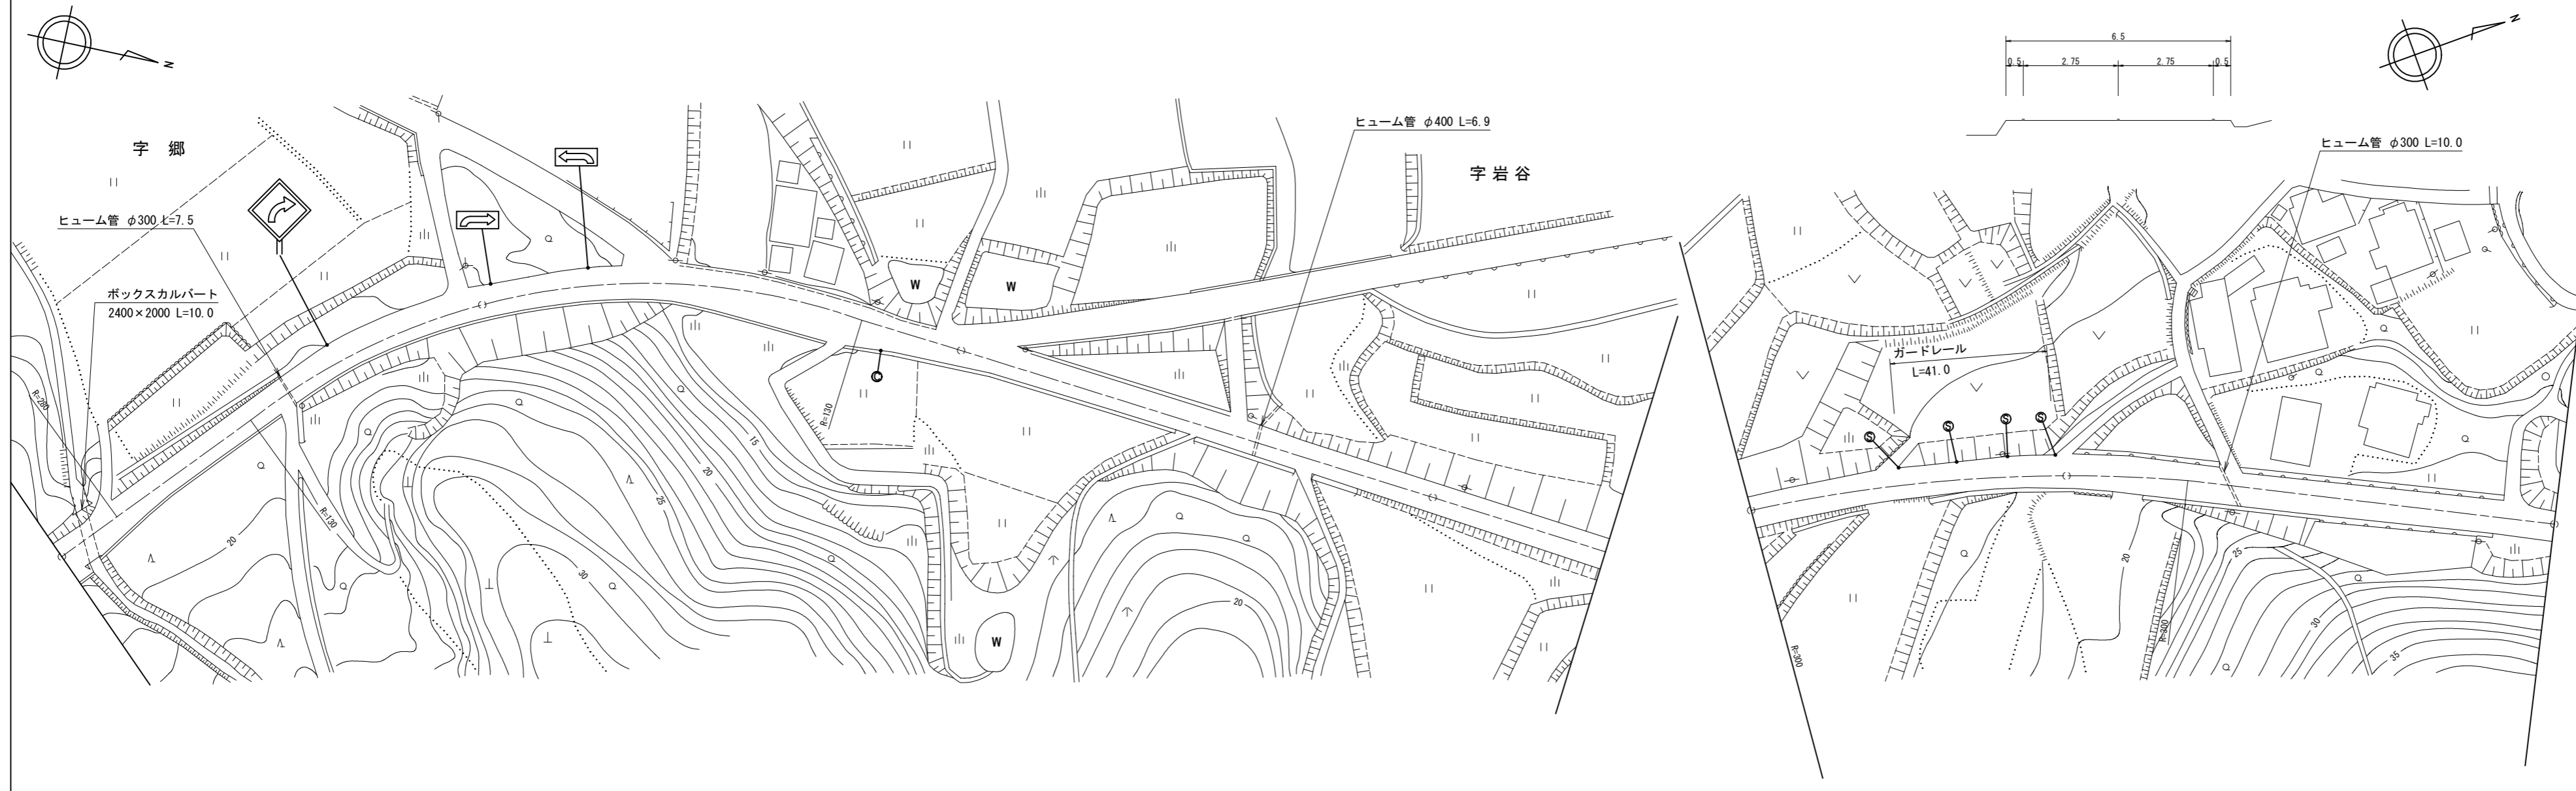 N
字 郷
ヒューム管 φ300 L=7.5
ボックスカルバート
2400×2000 L=10.0
R=280
R=130
20
30
25
20
15
R=130
C
W
W
W
20
ヒューム管 φ400 L=6.9
字岩谷
6.5
0.5 2.75 2.75 0.5
N
ヒューム管 φ300 L=10.0
ガードレール
L=41.0
S
S
S
S
R=300
20
R=300
25
30
35